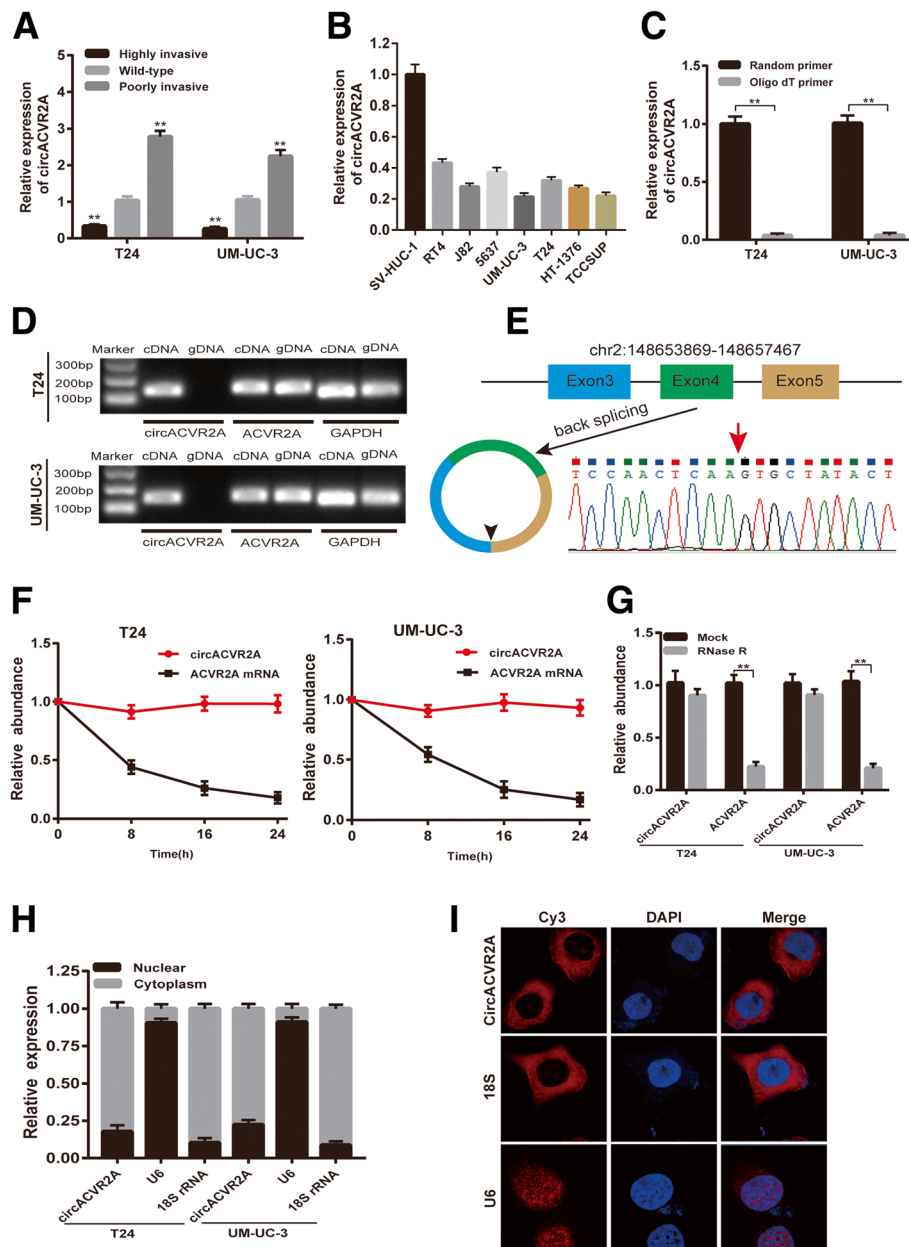 A
Highly invasive
Wild-type
Poorly invasive
Relative expression
of circACVR2A
5
4
3
2
1
0
**
**
**
**
T24
UM-UC-3
B
Relative expression
of circACVR2A
1.2
1.0
0.8
0.6
0.4
0.2
0.0
SV-HUC-1
RT4
J82
5637
UM-UC-3
T24
HT-1376
TCCSUP
C
Random primer
Oligo dT primer
Relative expression
of circACVR2A
1.5
1.0
0.5
0.0
**
**
T24
UM-UC-3
D
T24
Marker
cDNA gDNA cDNA gDNA cDNA gDNA
300bp
200bp
100bp
circACVR2A
ACVR2A
GAPDH
UM-UC-3
cDNA gDNA cDNA gDNA cDNA gDNA
Marker
300bp
200bp
100bp
circACVR2A
ACVR2A
GAPDH
E
chr2:148653869-148657467
Exon3
Exon4
Exon5
back splicing
T C C A A C T C A A G T G C T A T A C T
F
T24
circACVR2A
ACVR2A mRNA
Relative abundance
1.5
1.0
0.5
0.0
0 8 16 24
Time(h)
UM-UC-3
circACVR2A
ACVR2A mRNA
Relative abundance
1.5
1.0
0.5
0.0
0 8 16 24
Time(h)
G
Mock
RNase R
Relative abundance
1.5
1.0
0.5
0.0
**
**
circACVR2A
ACVR2A
circACVR2A
ACVR2A
T24
UM-UC-3
H
Nuclear
Cytoplasm
Relative expression
1.25
1.00
0.75
0.50
0.25
0.00
circACVR2A
U6
18S rRNA
circACVR2A
U6
18S rRNA
T24
UM-UC-3
I
Cy3
DAPI
Merge
CircACVR2A
18S
U6